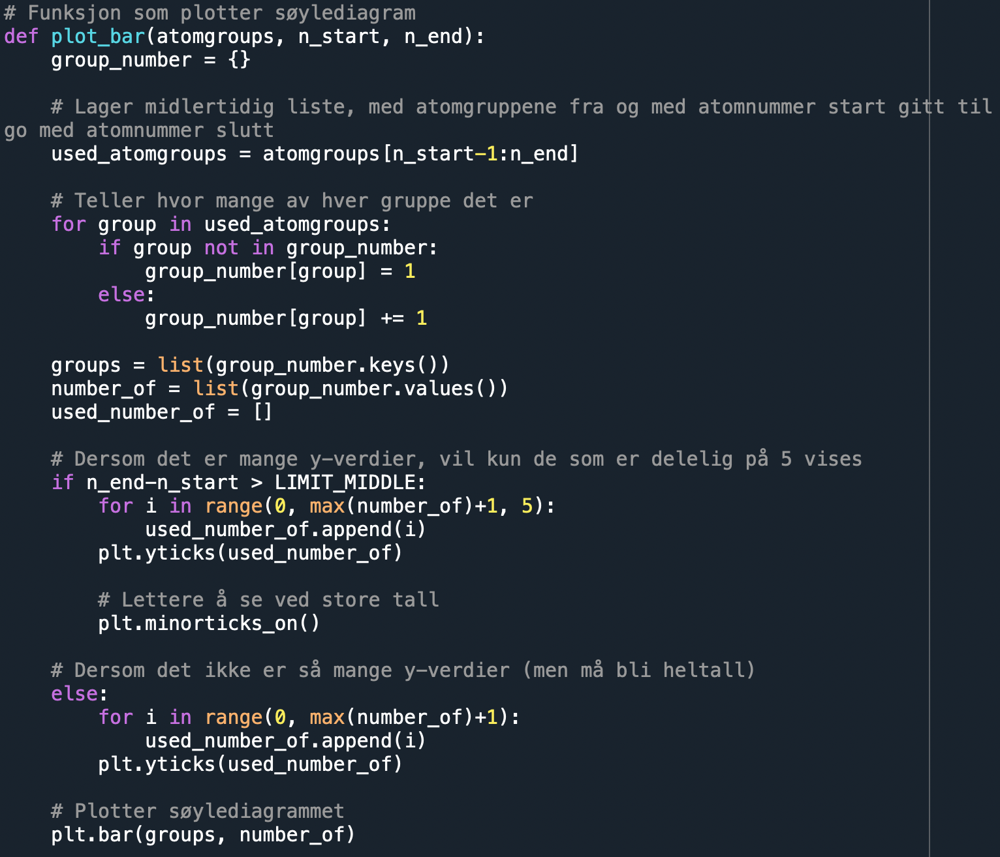 # Funksjon som plotter søylediagram
def plot_bar(atomgroups, n_start, n_end):
    group_number = {}

    # Lager midlertidig liste, med atomgruppene fra og med atomnummer start gitt til
go med atomnummer slutt
    used_atomgroups = atomgroups[n_start-1:n_end]

    # Teller hvor mange av hver gruppe det er
    for group in used_atomgroups:
        if group not in group_number:
            group_number[group] = 1
        else:
            group_number[group] += 1

    groups = list(group_number.keys())
    number_of = list(group_number.values())
    used_number_of = []

    # Dersom det er mange y-verdier, vil kun de som er delelig på 5 vises
    if n_end-n_start > LIMIT_MIDDLE:
        for i in range(0, max(number_of)+1, 5):
            used_number_of.append(i)
        plt.yticks(used_number_of)

        # Lettere å se ved store tall
        plt.minorticks_on()

    # Dersom det ikke er så mange y-verdier (men må bli heltall)
    else:
        for i in range(0, max(number_of)+1):
            used_number_of.append(i)
        plt.yticks(used_number_of)

    # Plotter søylediagrammet
    plt.bar(groups, number_of)